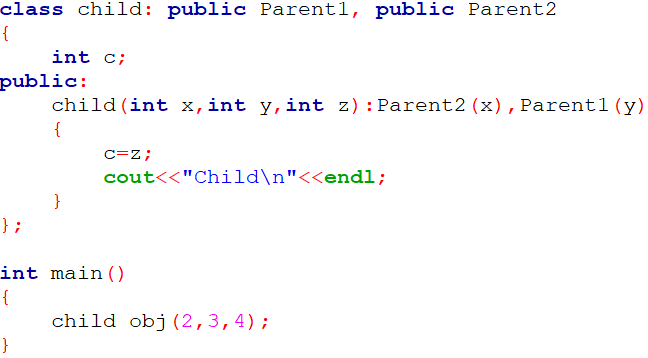 class child: public Parent1, public Parent2
{
    int c;
public:
    child(int x,int y,int z):Parent2(x),Parent1(y)
    {
        c=z;
        cout<<"Child\n"<<endl;
    }
};

int main()
{
    child obj(2,3,4);
}